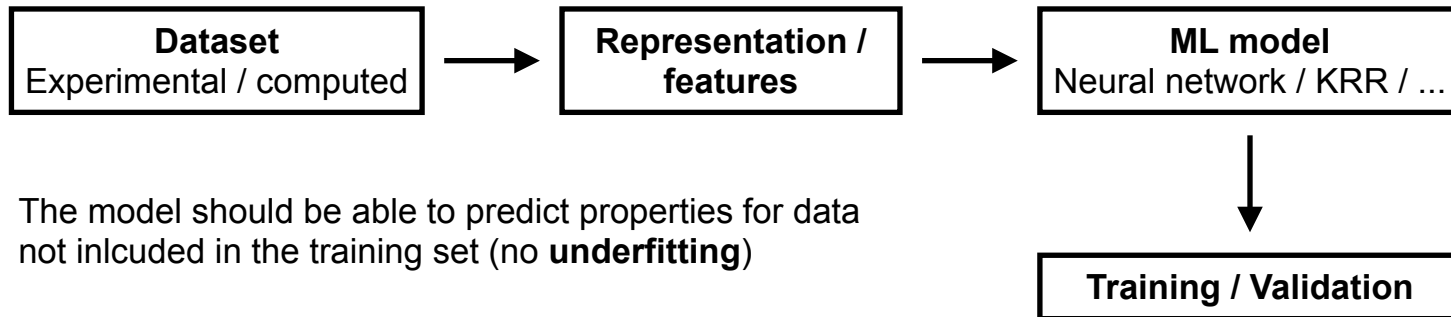 Dataset
Experimental / computed
Representation /
features
ML model
Neural network / KRR / ...
The model should be able to predict properties for data
not inlcuded in the training set (no underfitting)
Training / Validation